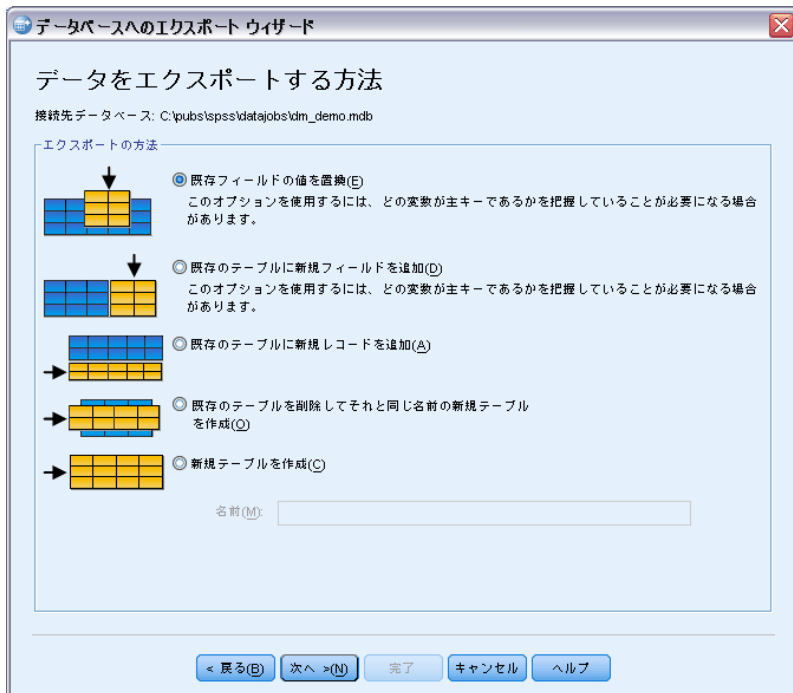 データベースへのエクスポート ウィザード
データをエクスポートする方法
接続先データベース: C:\pubs\spss\datajobs\dm_demo.mdb
エクスポートの方法
既存フィールドの値を置換(E)
このオプションを使用するには、どの変数が主キーであるかを把握していることが必要になる場合
があります。
既存のテーブルに新規フィールドを追加(D)
このオプションを使用するには、どの変数が主キーであるかを把握していることが必要になる場合
があります。
既存のテーブルに新規レコードを追加(A)
既存のテーブルを削除してそれと同じ名前の新規テーブル
を作成(O)
新規テーブルを作成(C)
名前(M):
< 戻る(B) 次へ >(N) 完了 キャンセル ヘルプ